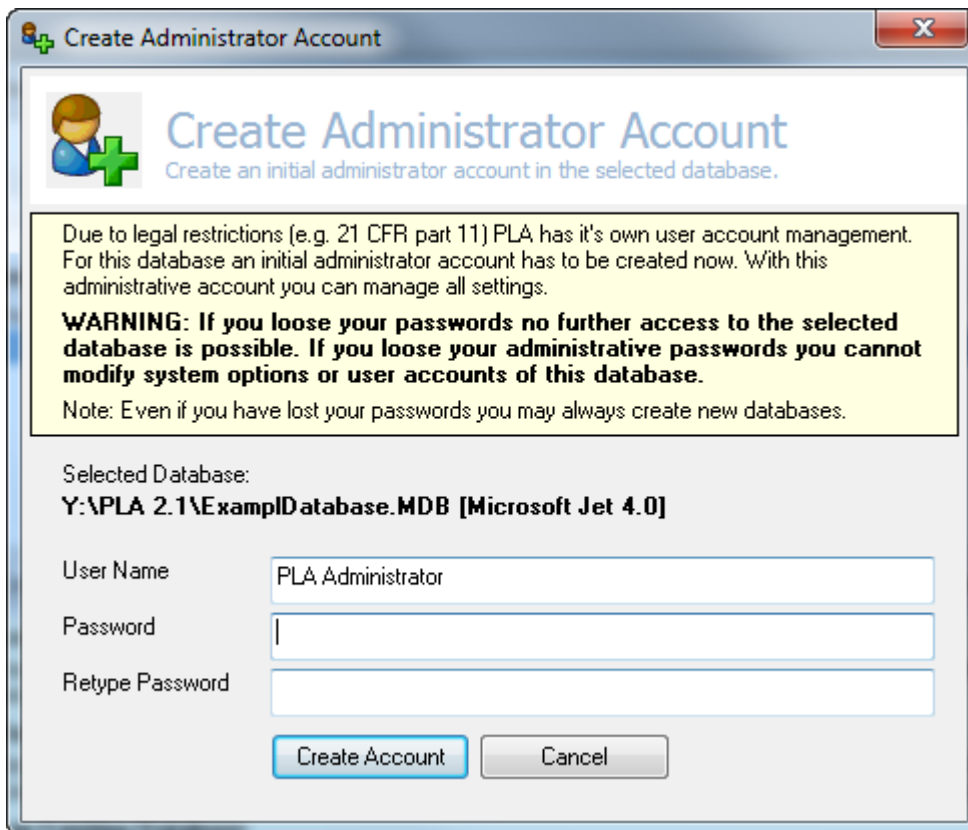 Create Administrator Account
Create Administrator Account
Create an initial administrator account in the selected database.
Due to legal restrictions (e.g. 21 CFR part 11) PLA has it's own user account management.
For this database an initial administrator account has to be created now. With this
administrative account you can manage all settings.
WARNING: If you loose your passwords no further access to the selected
database is possible. If you loose your administrative passwords you cannot
modify system options or user accounts of this database.
Note: Even if you have lost your passwords you may always create new databases.
Selected Database:
Y:\PLA 2.1\ExamplDatabase.MDB [Microsoft Jet 4.0]
User Name
PLA Administrator
Password
Retype Password
Create Account
Cancel